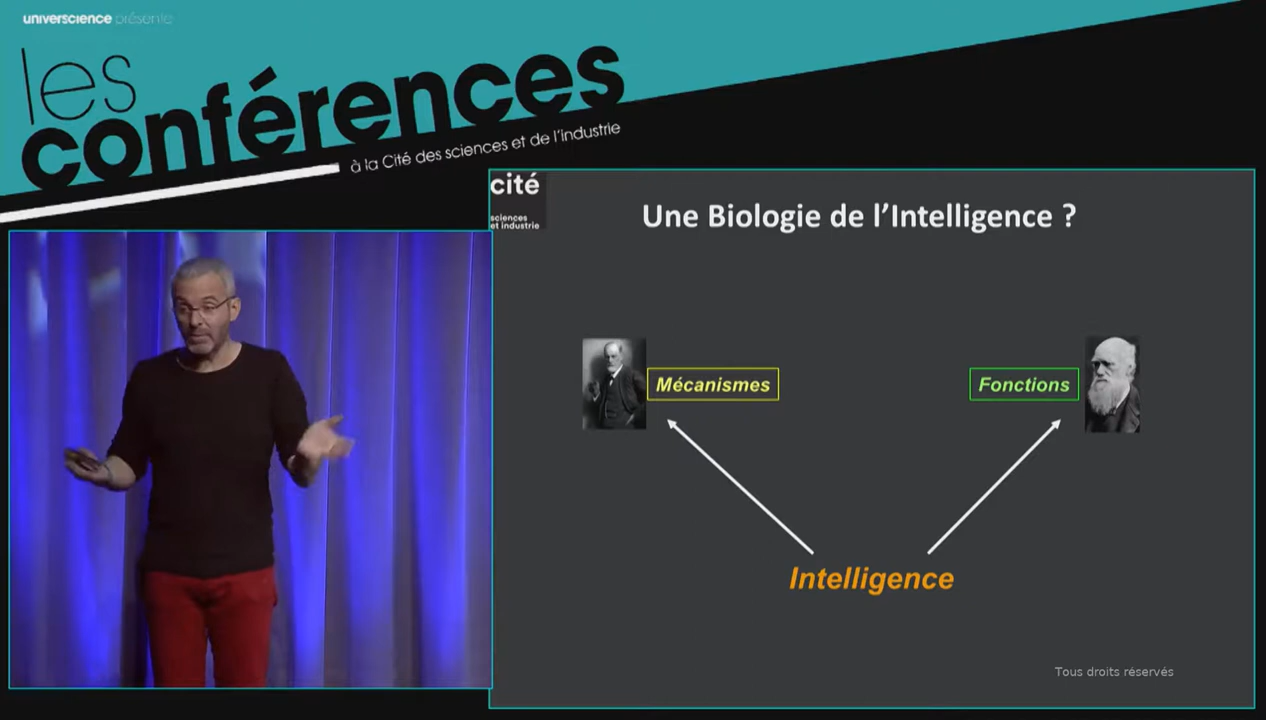 universcience présente
les
conférences
à la Cité des sciences et de l'industrie
cité
sciences
et industrie
Une Biologie de l'Intelligence ?
Mécanismes
Fonctions
Intelligence
Tous droits réservés